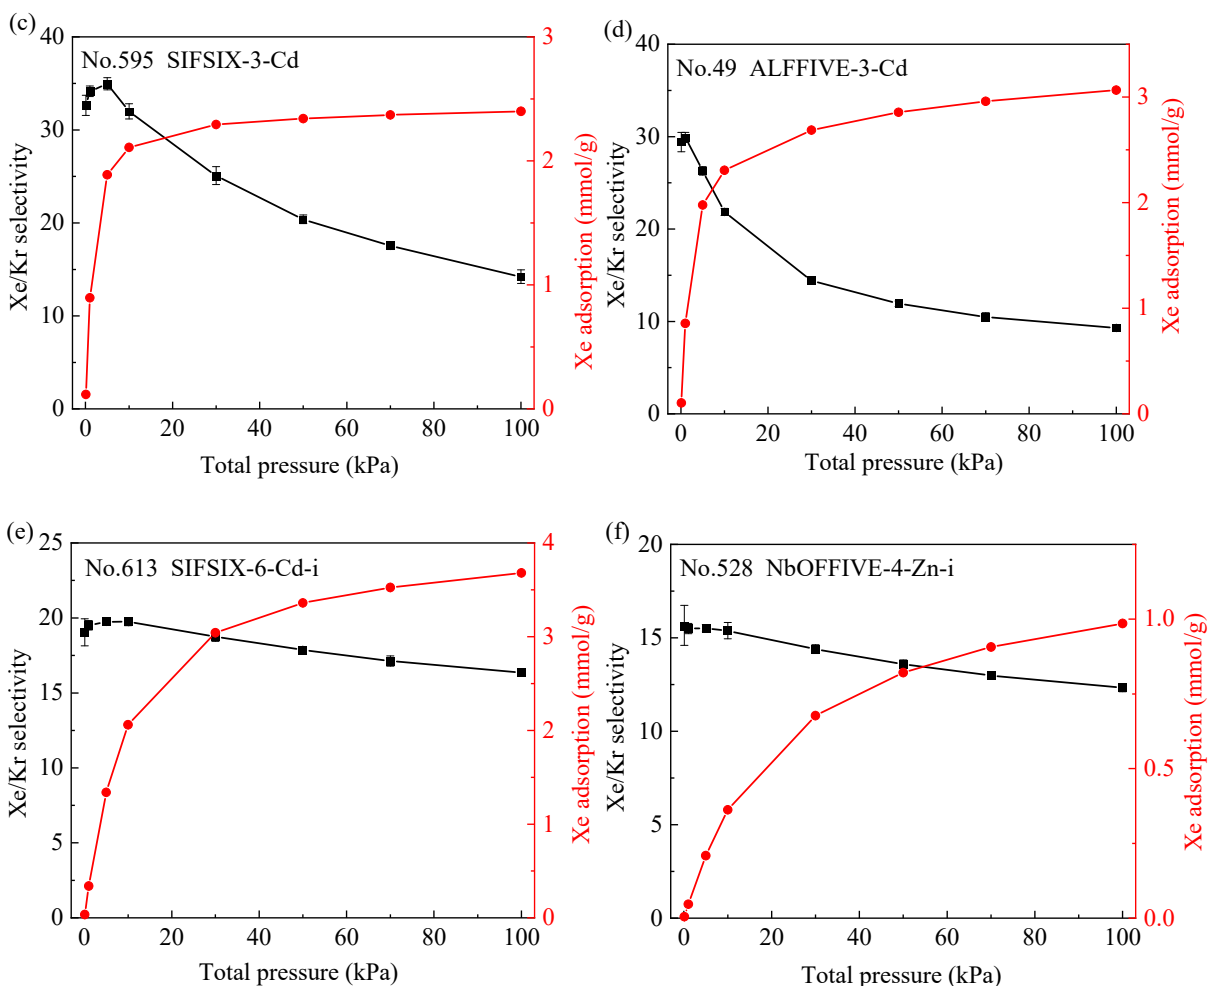 (c)
No.595 SIFSIX-3-Cd
40
30
20
10
0
Xe/Kr selectivity
0 20 40 60 80 100
Total pressure (kPa)
3
2
1
0
Xe adsorption (mmol/g)
(d)
No.49 ALFFIVE-3-Cd
40
30
20
10
0
Xe/Kr selectivity
0 20 40 60 80 100
Total pressure (kPa)
3
2
1
0
Xe adsorption (mmol/g)
(e)
No.613 SIFSIX-6-Cd-i
25
20
15
10
5
0
Xe/Kr selectivity
0 20 40 60 80 100
Total pressure (kPa)
4
3
2
1
0
Xe adsorption (mmol/g)
(f)
No.528 NbOFFIVE-4-Zn-i
20
15
10
5
0
Xe/Kr selectivity
0 20 40 60 80 100
Total pressure (kPa)
1.0
0.5
0.0
Xe adsorption (mmol/g)